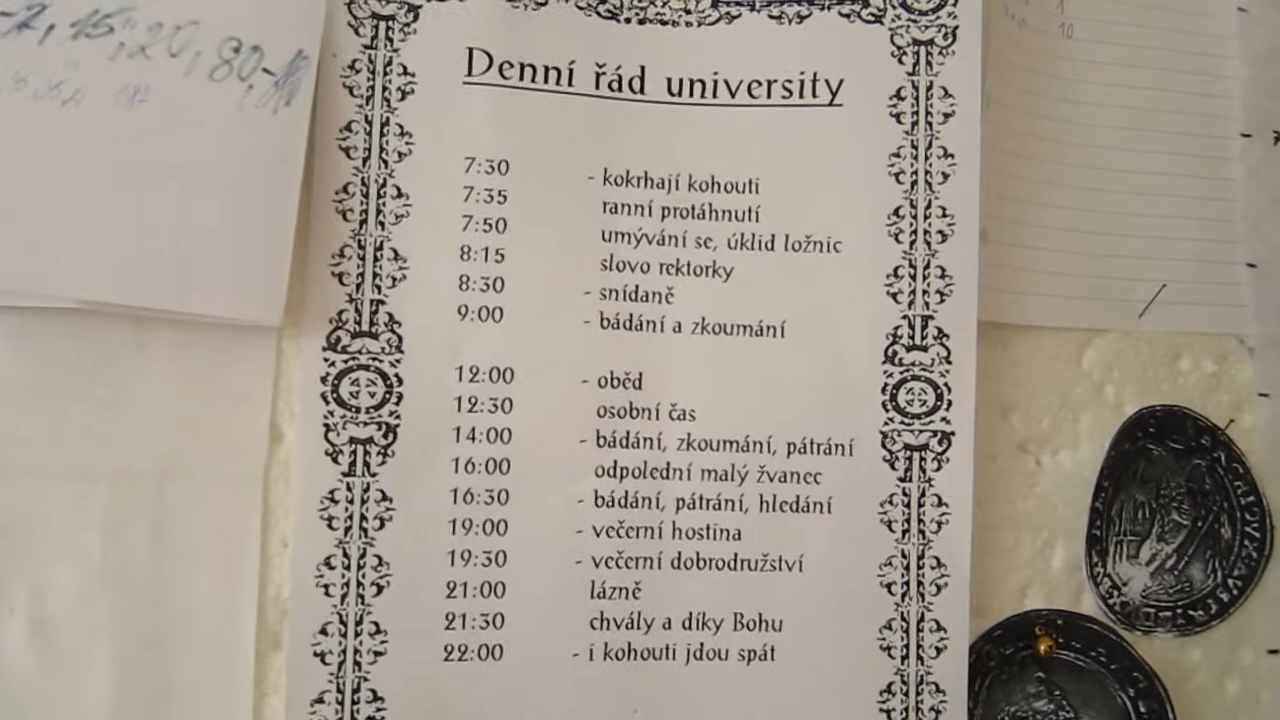 Denní řád university
7:30 - kokrhají kohouti
7:35 ranní protáhnutí
7:50 umývání se, úklid ložnic
8:15 slovo rektorky
8:30 - snídaně
9:00 - bádání a zkoumání
12:00 - oběd
12:30 osobní čas
14:00 - bádání, zkoumání, pátrání
16:00 odpolední malý žvanec
16:30 - bádání, pátrání, hledání
19:00 - večerní hostina
19:30 - večerní dobrodružství
21:00 lázně
21:30 chvály a díky Bohu
22:00 - i kohouti jdou spát
10